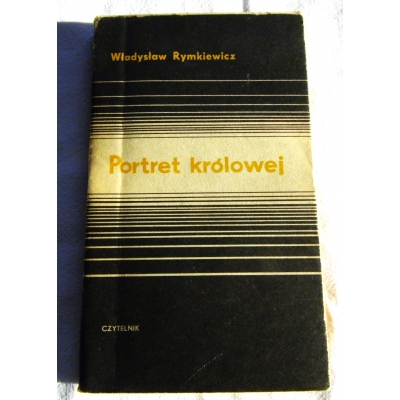 Władysław Rymkiewicz
Portret królowej
CZYTELNIK